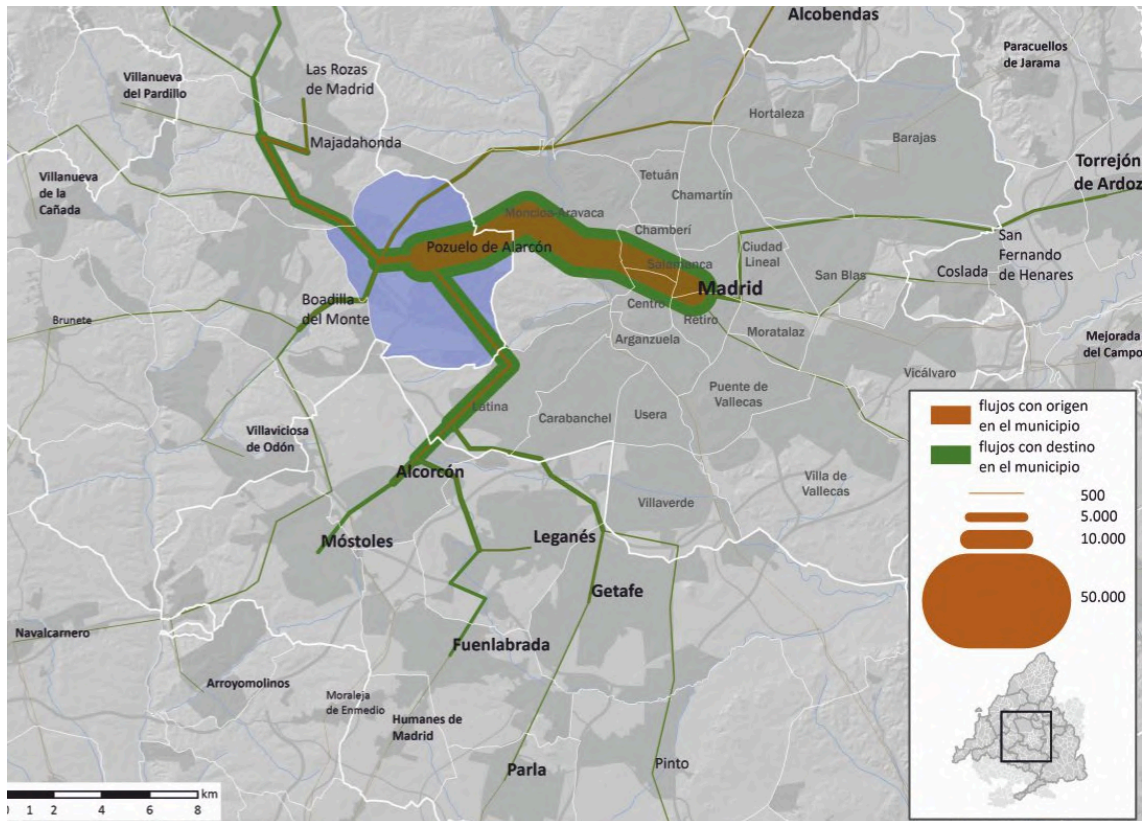 Alcobendas
Paracuellos
de Jarama
Las Rozas
de Madrid
Villanueva
del Pardillo
Hortaleza
Barajas
Majadahonda
Torrejón
de Ardoz
Tetuán
Villanueva
de la
Cañada
Chamartín
Moncloa-Aravaca
Chamberí
Pozuelo de Alarcón
Ciudad
Lineal
San
Fernando
de Henares
Salamanca
San Blas
Coslada
Madrid
Boadilla
del Monte
Centro
Brunete
Retiro
Moratalaz
Arganzuela
Mejorada
del Campo
Vicálvaro
Puente de
Vallecas
Latina
Carabanchel
Usera
Villaviciosa
de Odón
Alcorcón
Villa de
Vallecas
Villaverde
Móstoles
Leganés
Getafe
Navalcarnero
Fuenlabrada
Arroyomolinos
Moraleja
de Enmedio
Humanes de
Madrid
Parla
Pinto
flujos con origen
en el municipio
flujos con destino
en el municipio
500
5.000
10.000
50.000
km
0 1 2 4 6 8